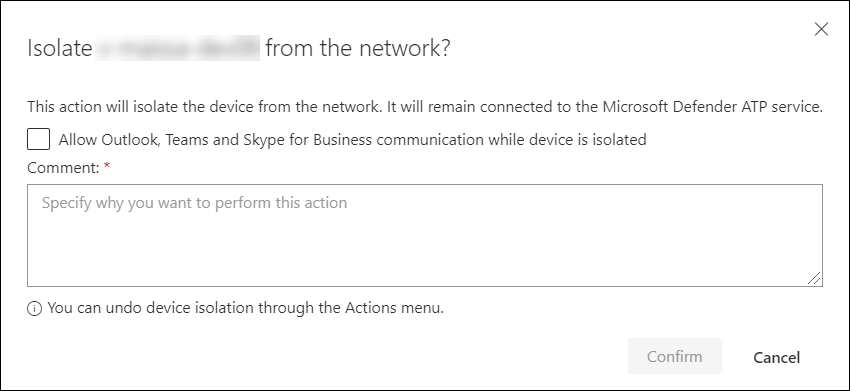 Isolate from the network?
This action will isolate the device from the network. It will remain connected to the Microsoft Defender ATP service.
Allow Outlook, Teams and Skype for Business communication while device is isolated
Comment: *
Specify why you want to perform this action
You can undo device isolation through the Actions menu.
Confirm Cancel